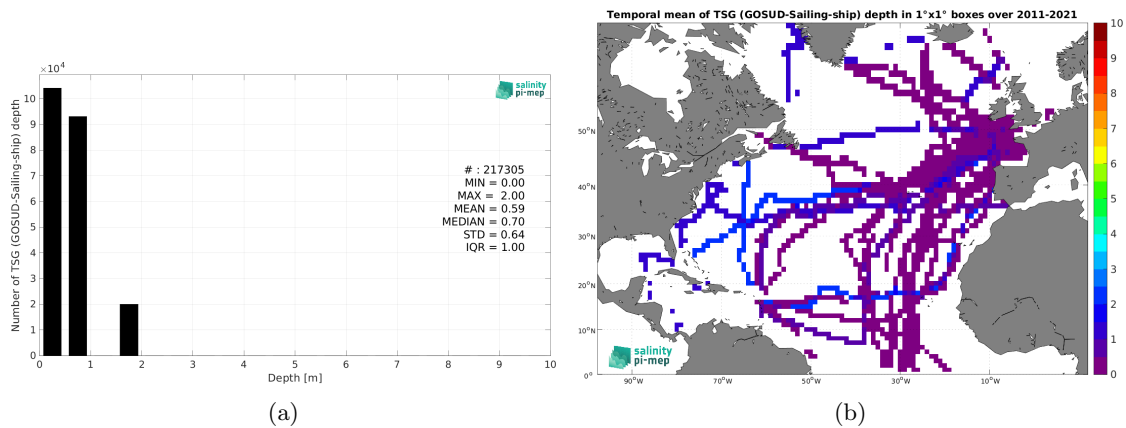 ×10⁴
10
9
8
7
6
5
4
3
2
1
0
Number of TSG (GOSUD-Sailing-ship) depth
salinity
pi-mep
# : 217305
MIN = 0.00
MAX = 2.00
MEAN = 0.59
MEDIAN = 0.70
STD = 0.64
IQR = 1.00
0 1 2 3 4 5 6 7 8 9 10
Depth [m]
(a)
Temporal mean of TSG (GOSUD-Sailing-ship) depth in 1°x1° boxes over 2011-2021
50°N
40°N
30°N
20°N
10°N
0°
90°W 70°W 50°W 30°W 10°W
salinity
pi-mep
10
9
8
7
6
5
4
3
2
1
0
(b)